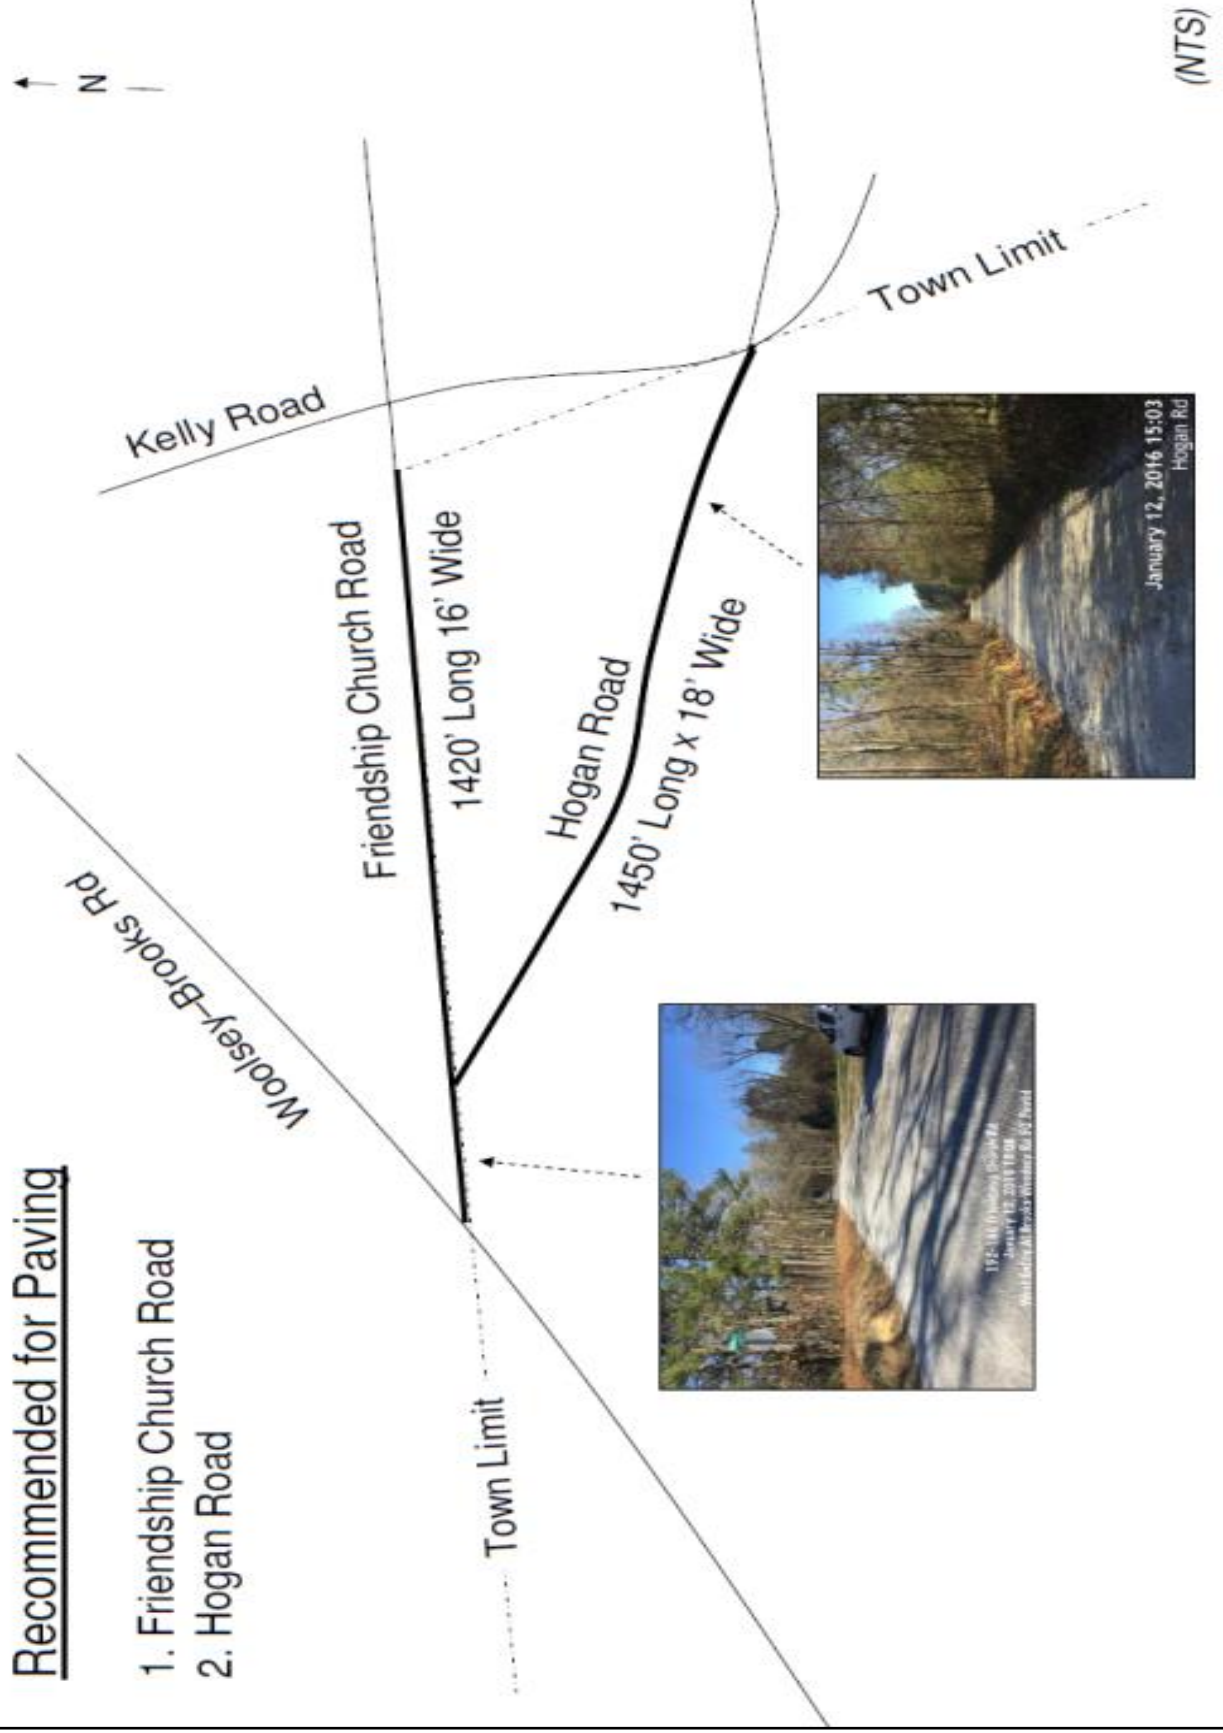 Recommended for Paving
1. Friendship Church Road
2. Hogan Road
N
Woolsey–Brooks Rd
Kelly Road
Friendship Church Road
1420' Long 16' Wide
Hogan Road
1450' Long x 18' Wide
Town Limit
Town Limit
January 12, 2016 15:03
Hogan Rd
(NTS)